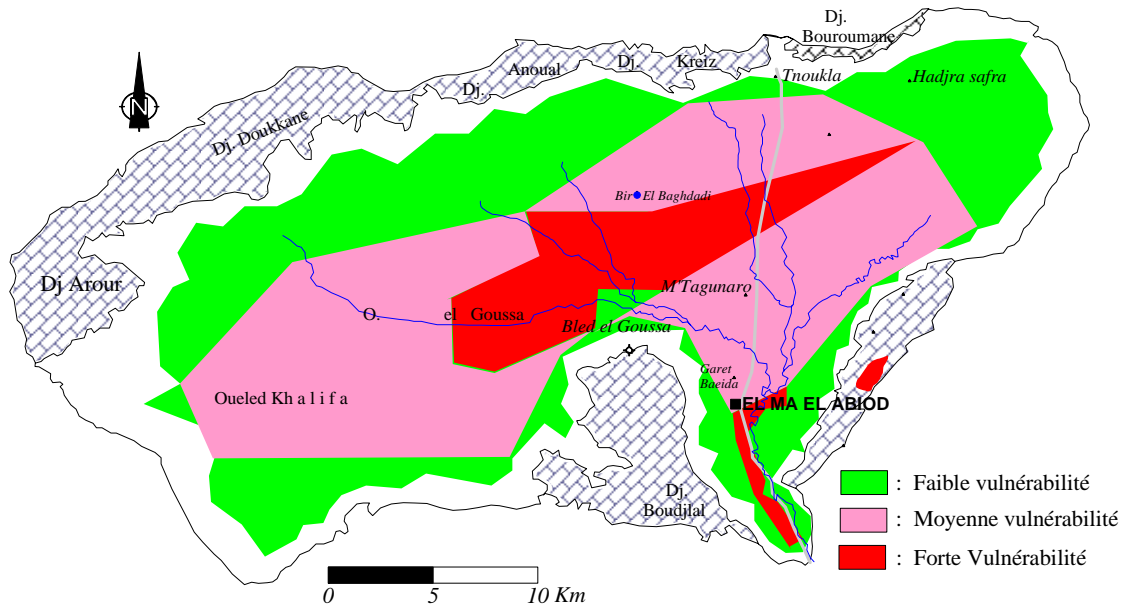 Dj.
Bouroumane
Anoual
Dj.
Kreiz
Tnoukla
Hadjra safra
Dj.
N
Dj. Doukkane
Bir El Baghdadi
Dj Arour
M'Tagunaro
O. el Goussa
Bled el Goussa
Garet
Baeida
Oueled Kh a l i f a
EL MA EL ABIOD
Dj.
Boudjlal
: Faible vulnérabilité
: Moyenne vulnérabilité
: Forte Vulnérabilité
0 5 10 Km